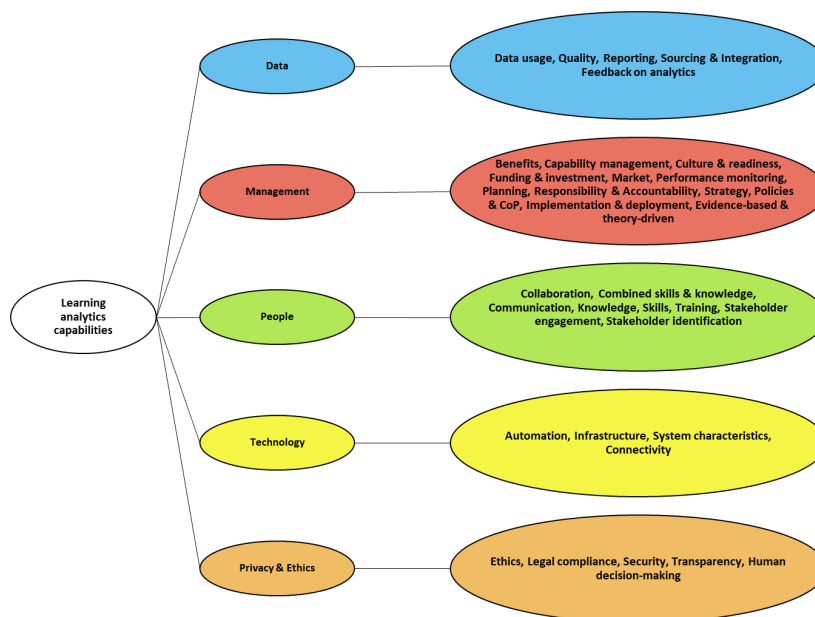 Data
Data usage, Quality, Reporting, Sourcing & Integration,
Feedback on analytics
Management
Benefits, Capability management, Culture & readiness,
Funding & investment, Market, Performance monitoring,
Planning, Responsibility & Accountability, Strategy, Policies
& CoP, Implementation & deployment, Evidence-based &
theory-driven
Learning
analytics
capabilities
People
Collaboration, Combined skills & knowledge,
Communication, Knowledge, Skills, Training, Stakeholder
engagement, Stakeholder identification
Technology
Automation, Infrastructure, System characteristics,
Connectivity
Privacy & Ethics
Ethics, Legal compliance, Security, Transparency, Human
decision-making